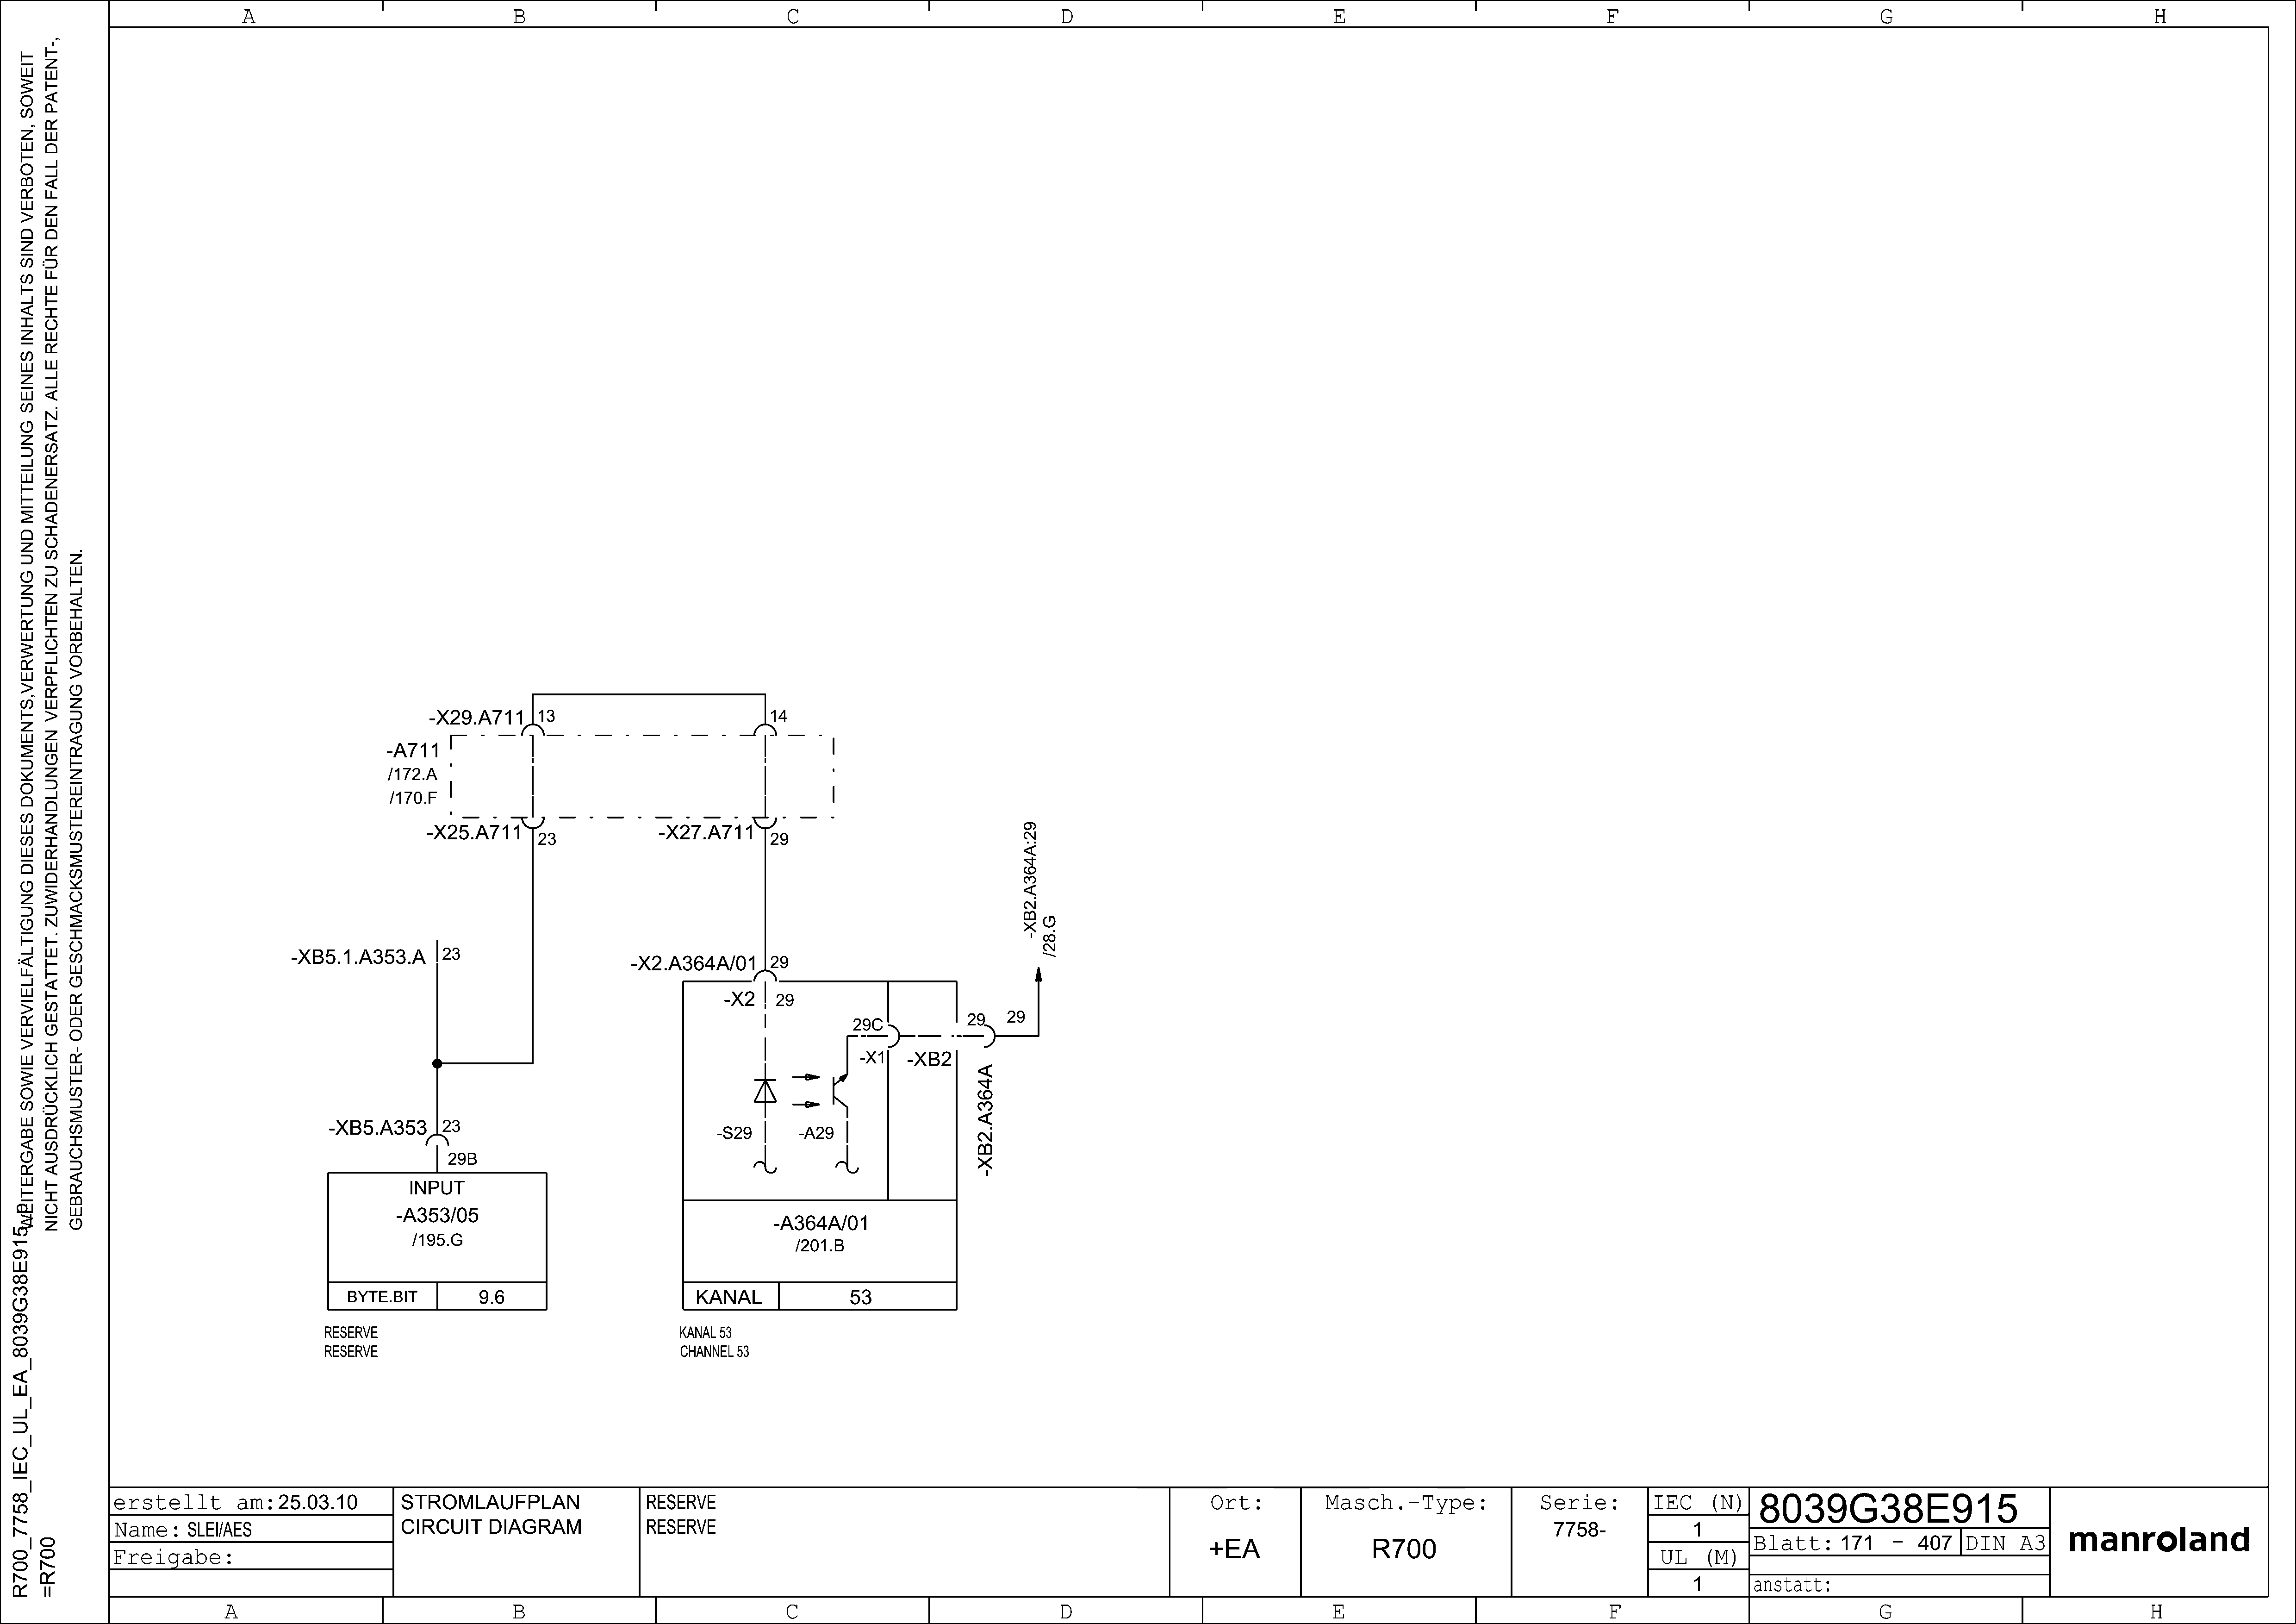 A B C D E F G H
WEITERGABE SOWIE VERVIELFÄLTIGUNG DIESES DOKUMENTS,VERWERTUNG UND MITTEILUNG SEINES INHALTS SIND VERBOTEN, SOWEIT
NICHT AUSDRÜCKLICH GESTATTET. ZUWIDERHANDLUNGEN VERPFLICHTEN ZU SCHADENERSATZ. ALLE RECHTE FÜR DEN FALL DER PATENT-,
GEBRAUCHSMUSTER- ODER GESCHMACKSMUSTEREINTRAGUNG VORBEHALTEN.
-X29.A711 13
14
-A711
/172.A
/170.F
-X25.A711 23
-X27.A711 29
-XB2.A364A:29
/28.G
-XB5.1.A353.A 23
-X2.A364A/01 29
-X2 29
29C
29 29
-X1 -XB2
-XB2.A364A
-XB5.A353 23
-S29 -A29
29B
INPUT
-A353/05
/195.G
-A364A/01
/201.B
BYTE.BIT 9.6
KANAL 53
RESERVE
RESERVE
KANAL 53
CHANNEL 53
=R700
erstellt am: 25.03.10
Name: SLEI/AES
Freigabe:
STROMLAUFPLAN
CIRCUIT DIAGRAM
RESERVE
RESERVE
Ort:
+EA
Masch.-Type:
R700
Serie:
7758-
IEC (N)
1
UL (M)
1
8039G38E915
Blatt: 171 - 407 DIN A3
anstatt:
manroland
A B C D E F G H